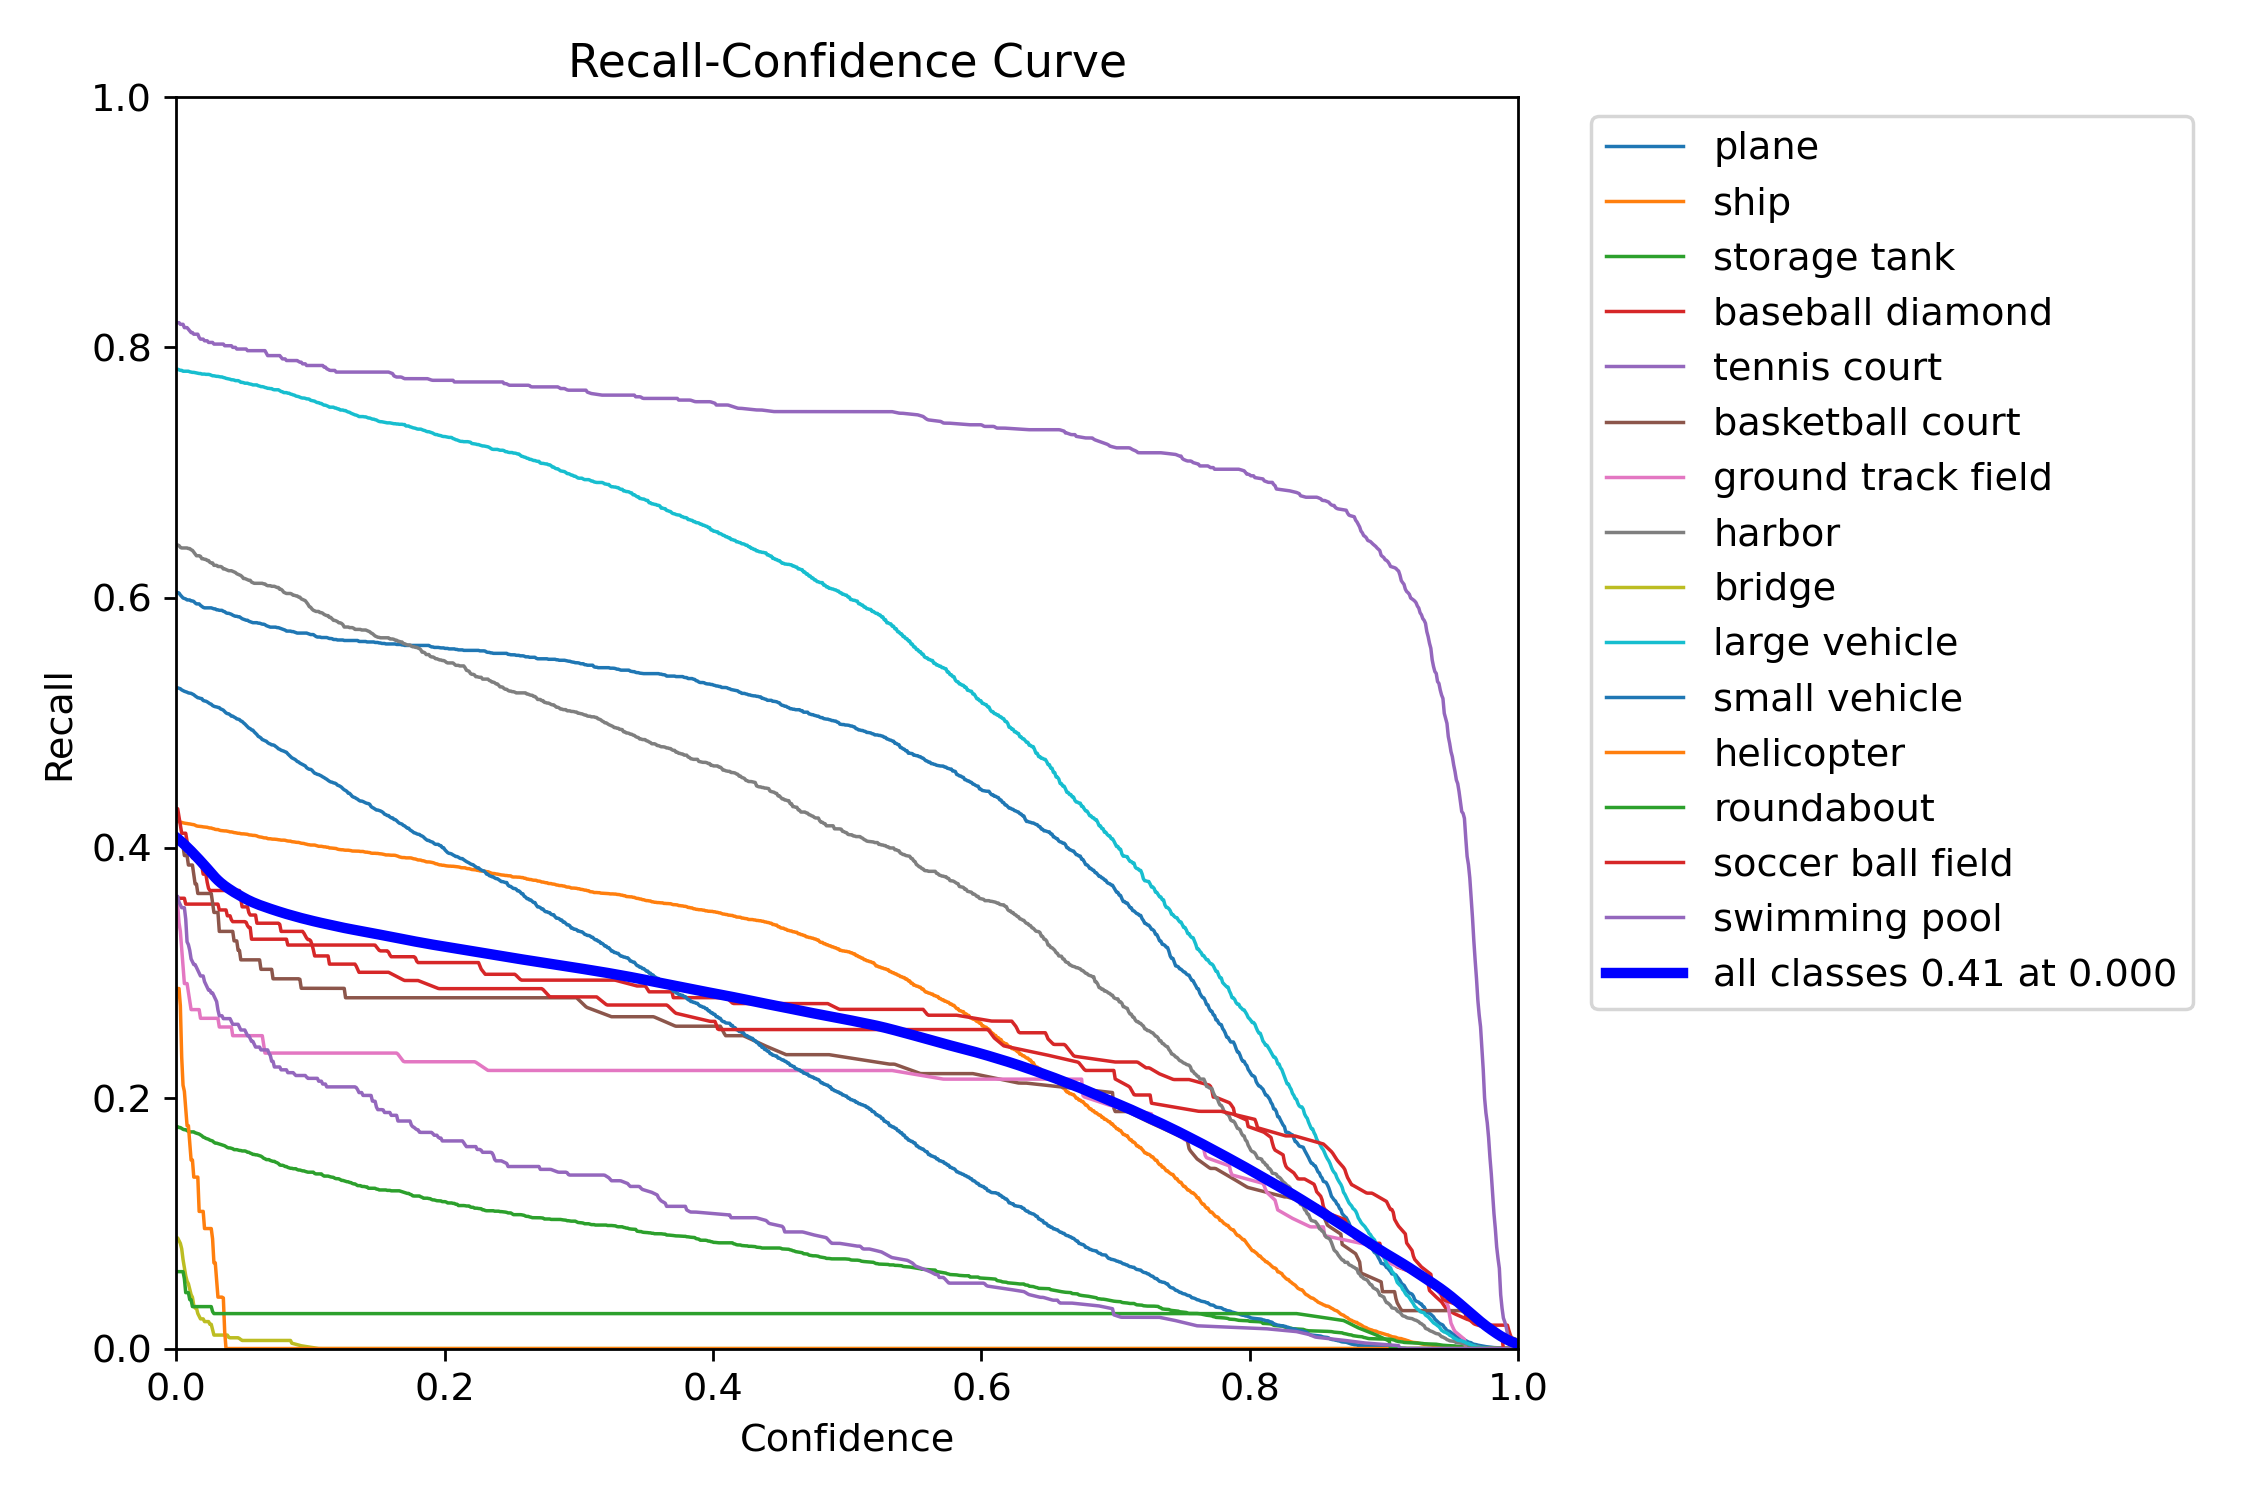 Recall-Confidence Curve
1.0
0.8
0.6
0.4
0.2
0.0
Recall
0.0 0.2 0.4 0.6 0.8 1.0
Confidence
plane
ship
storage tank
baseball diamond
tennis court
basketball court
ground track field
harbor
bridge
large vehicle
small vehicle
helicopter
roundabout
soccer ball field
swimming pool
all classes 0.41 at 0.000